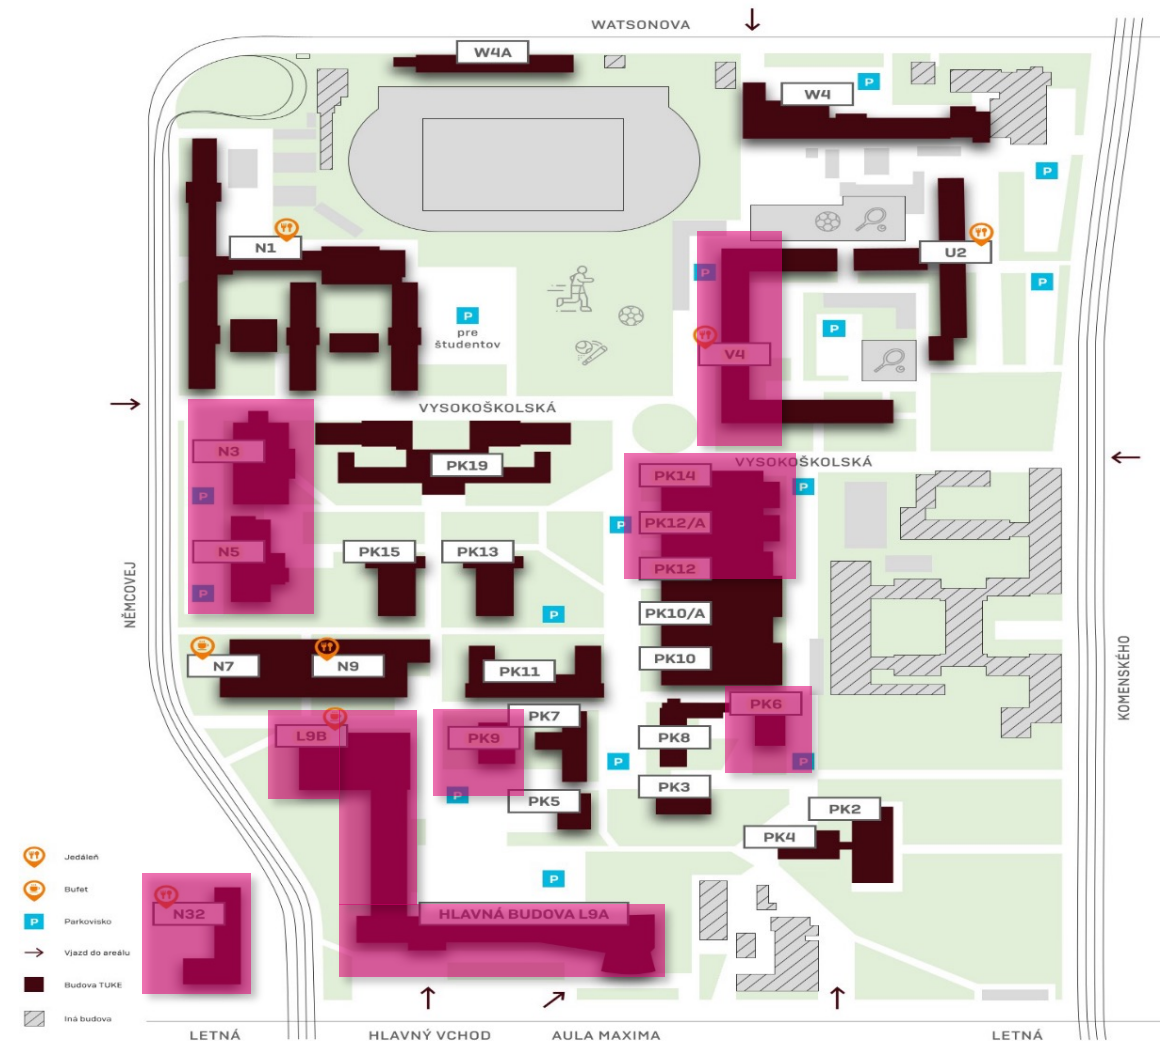 WATSONOVA
W4A
P
W4
P
N1
U2
P
P
P
P
pre
študentov
P
V4
VYSOKOŠKOLSKÁ
N3
PK19
VYSOKOŠKOLSKÁ
PK14
P
P
P
PK12/A
N5
PK15
PK13
PK12
P
P
PK10/A
NĚMCOVEJ
KOMENSKÉHO
N7
N9
PK11
PK10
L9B
PK9
PK7
PK8
PK6
P
P
P
PK5
PK3
PK2
PK4
Jedáleň
P
Bufet
N32
HLAVNÁ BUDOVA L9A
P
Parkovisko
Vjazd do areálu
Budova TUKE
Iná budova
LETNÁ
HLAVNÝ VCHOD
AULA MAXIMA
LETNÁ